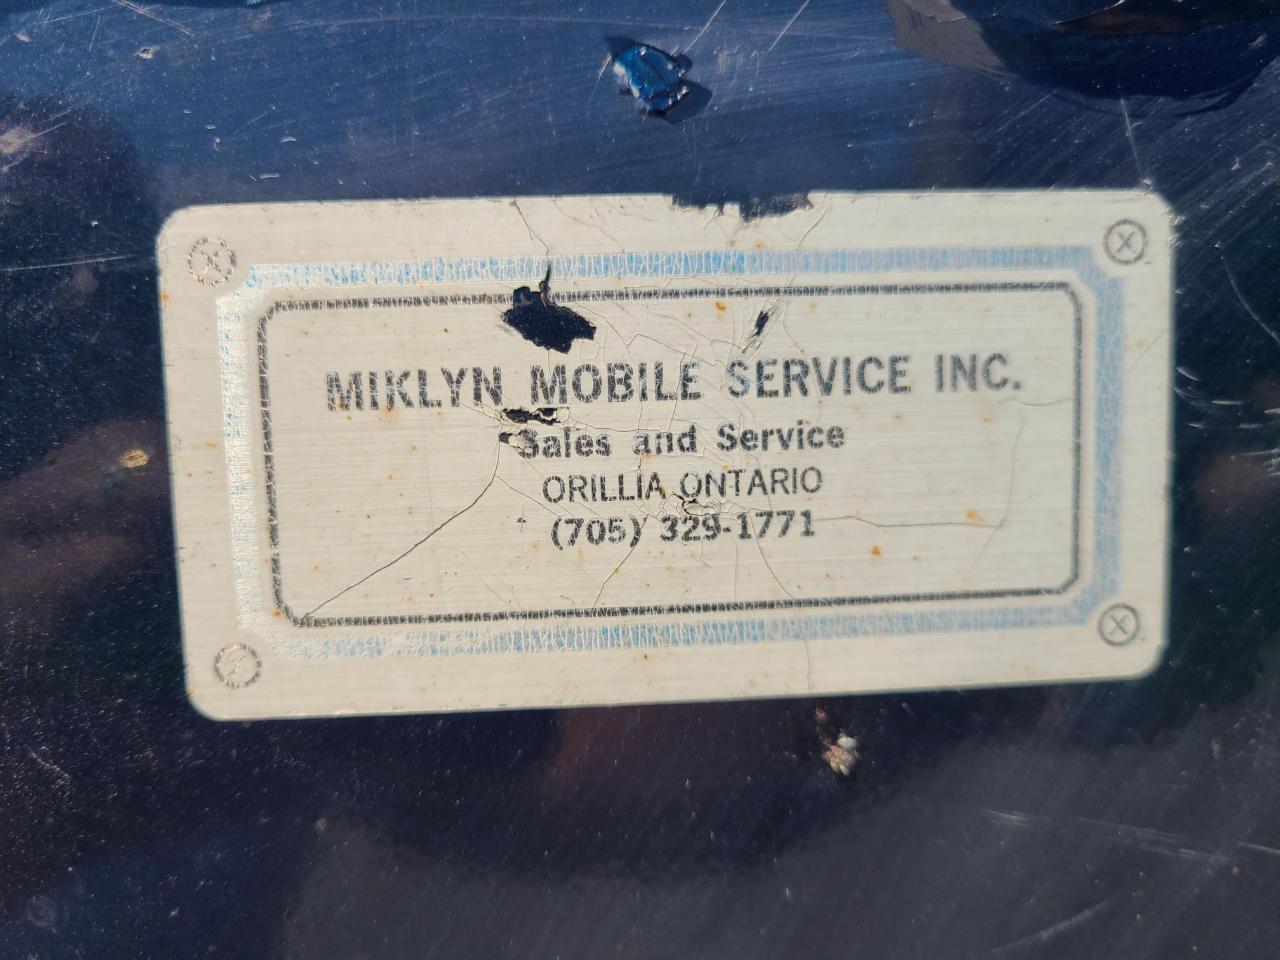 MIKLYN MOBILE SERVICE INC.
Sales and Service
ORILLIA ONTARIO
(705) 329-1771